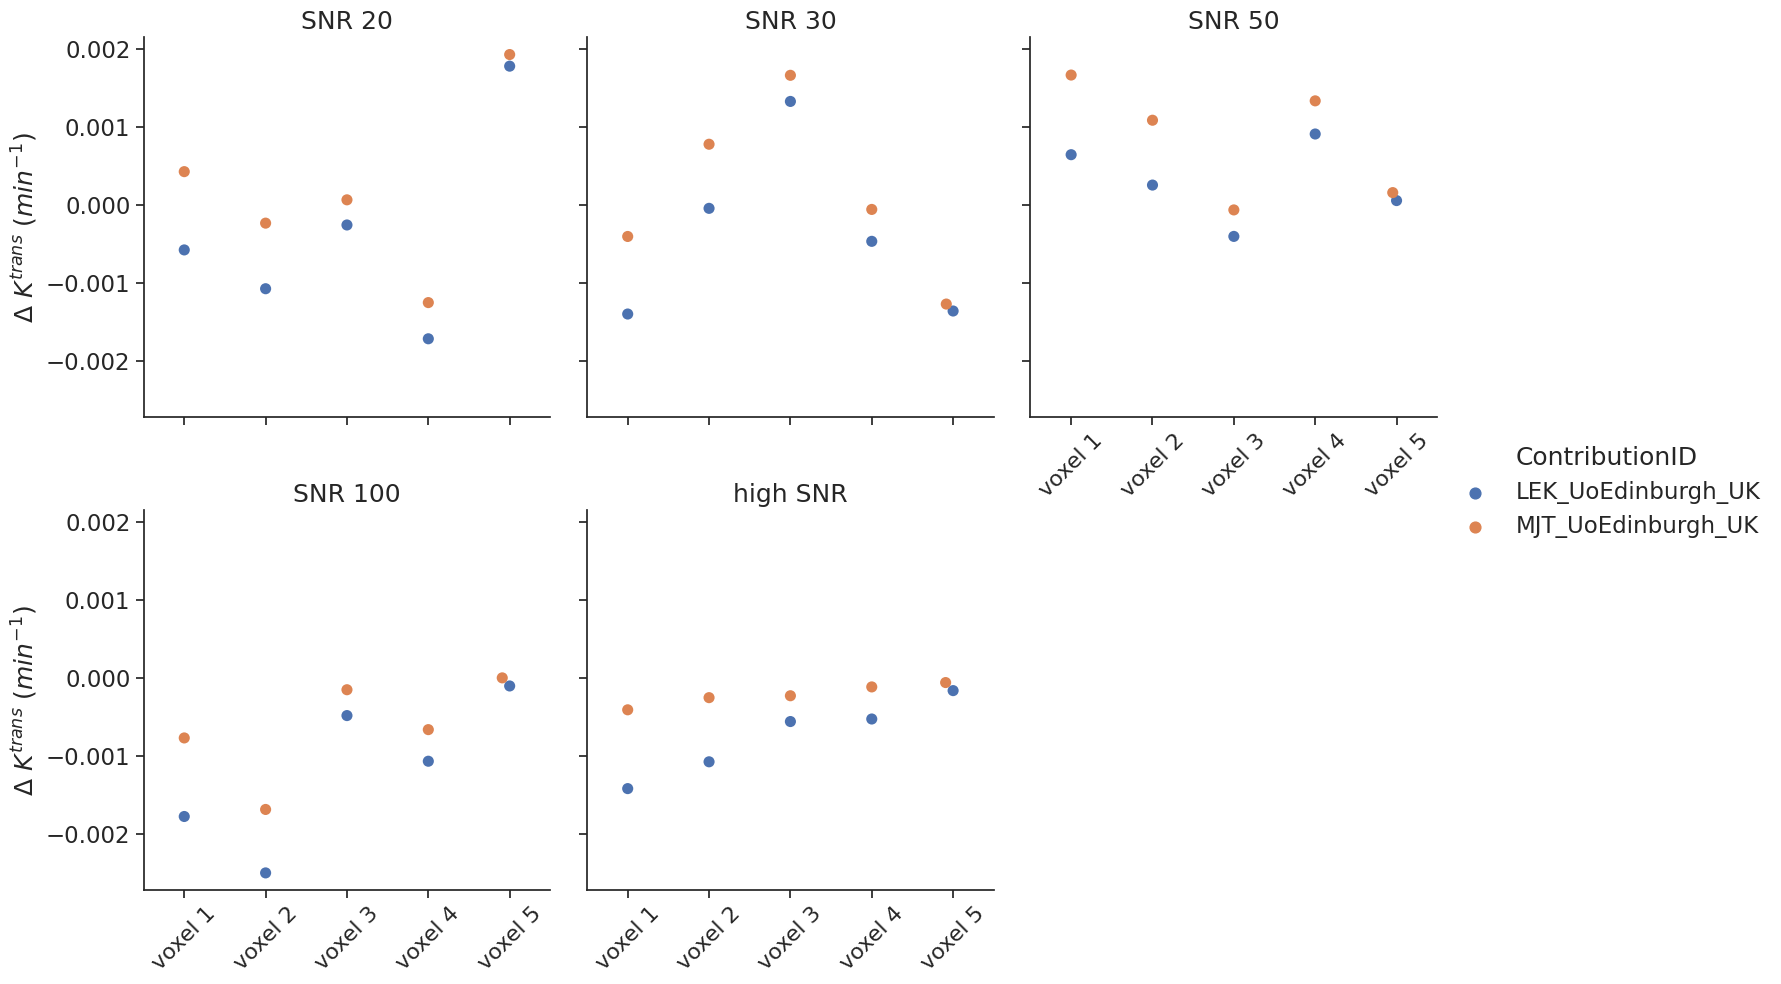 SNR 20
SNR 30
SNR 50
0.002
0.001
0.000
−0.001
−0.002
Δ K^trans (min^−1)
voxel 1
voxel 2
voxel 3
voxel 4
voxel 5
ContributionID
LEK_UoEdinburgh_UK
MJT_UoEdinburgh_UK
SNR 100
high SNR
0.002
0.001
0.000
−0.001
−0.002
Δ K^trans (min^−1)
voxel 1
voxel 2
voxel 3
voxel 4
voxel 5
voxel 1
voxel 2
voxel 3
voxel 4
voxel 5